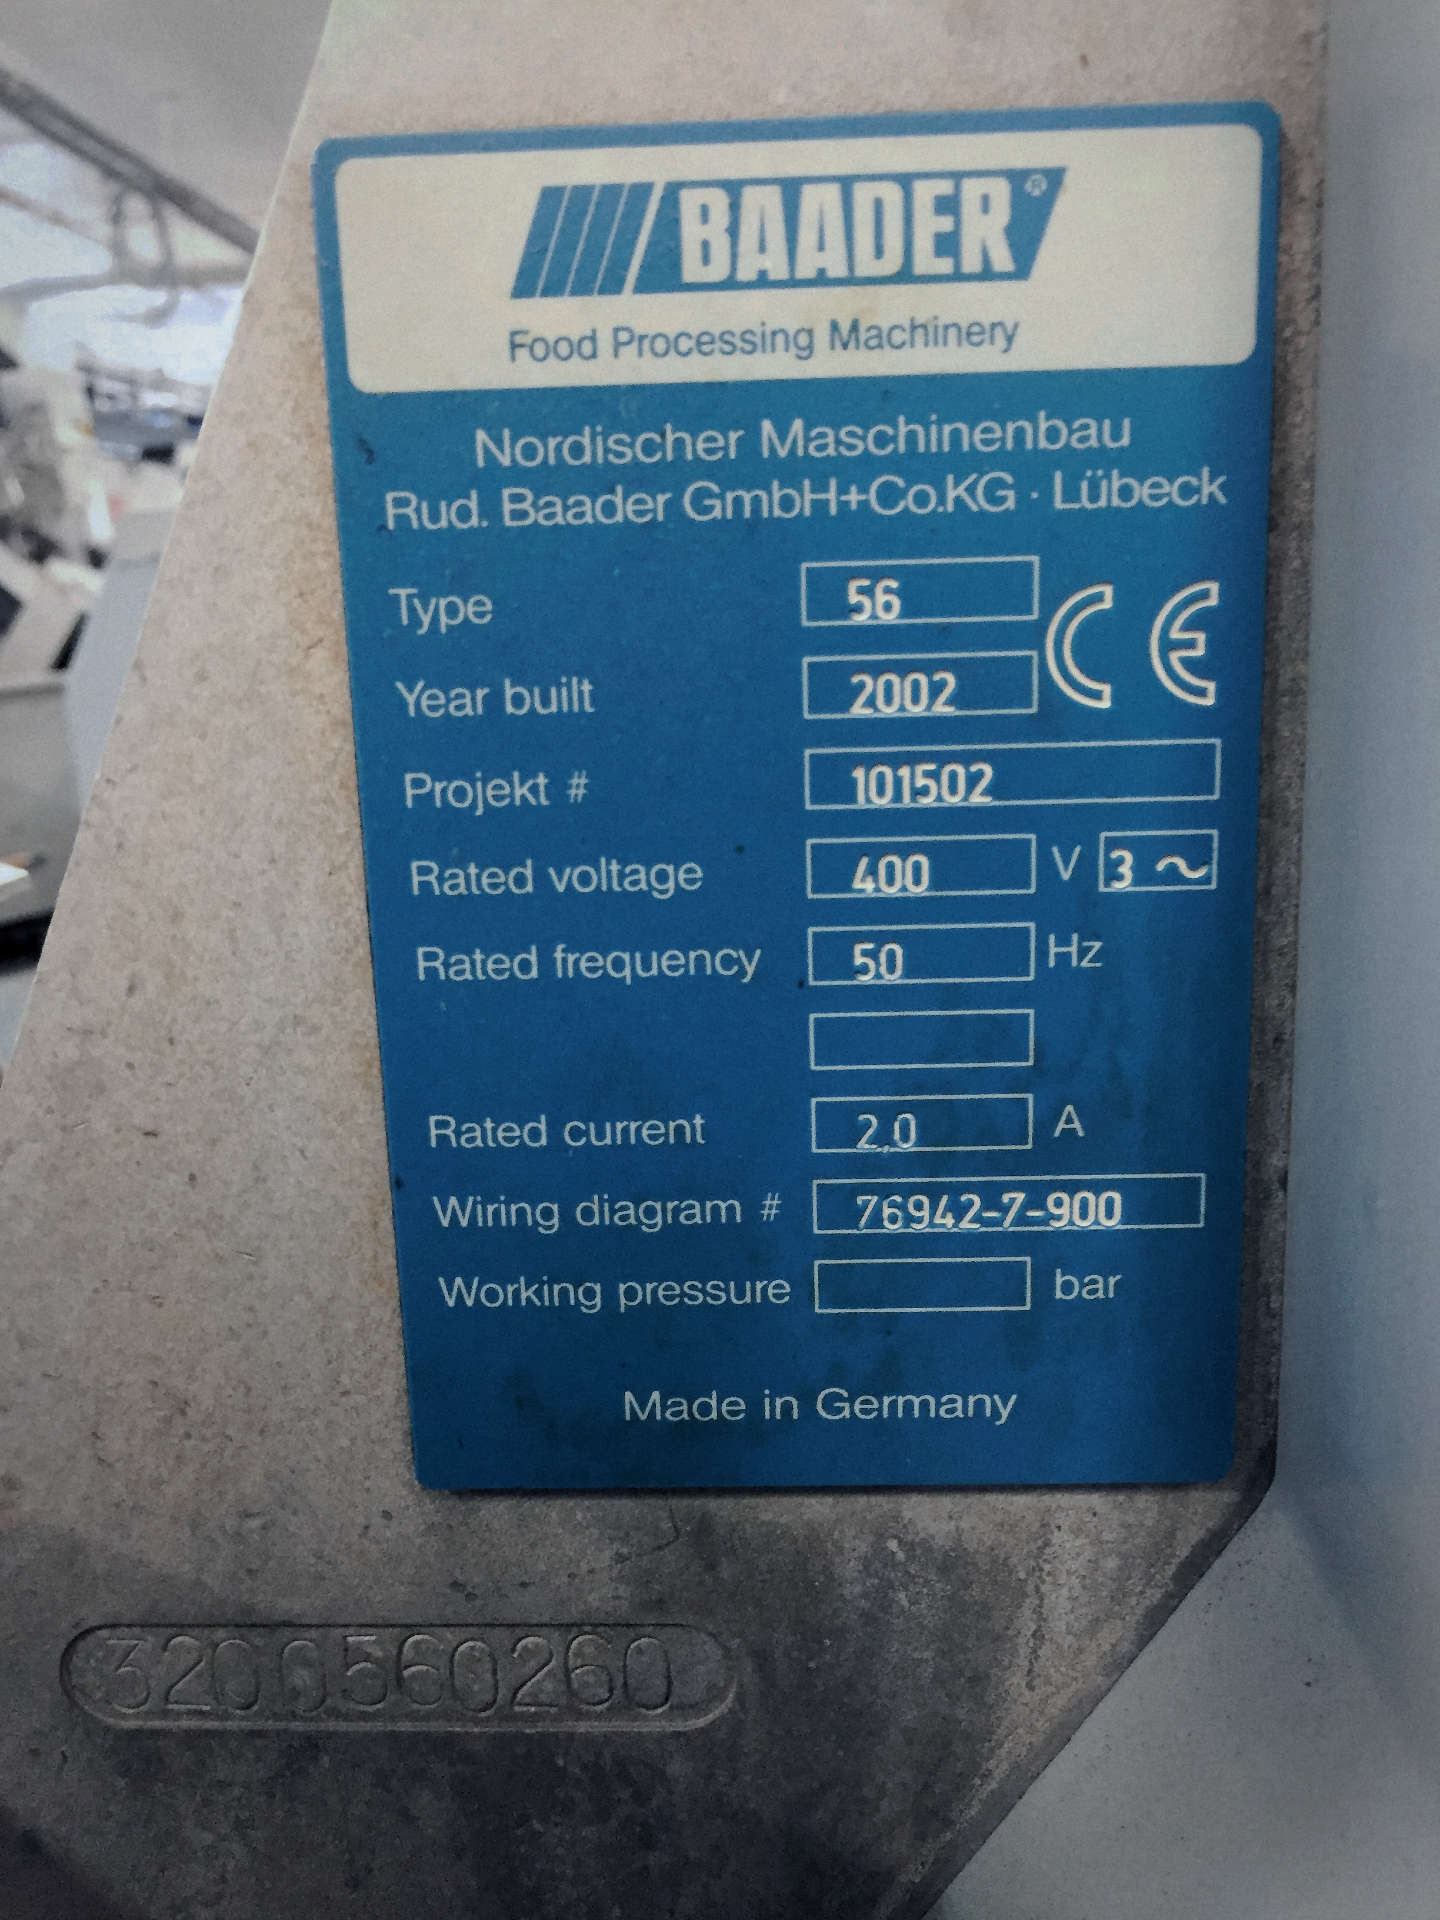 BAADER®
Food Processing Machinery
Nordischer Maschinenbau
Rud. Baader GmbH+Co.KG · Lübeck
Type 56 CE
Year built 2002
Projekt # 101502
Rated voltage 400 V 3 ~
Rated frequency 50 Hz
Rated current 2,0 A
Wiring diagram # 76942-7-900
Working pressure bar
Made in Germany
3200560260